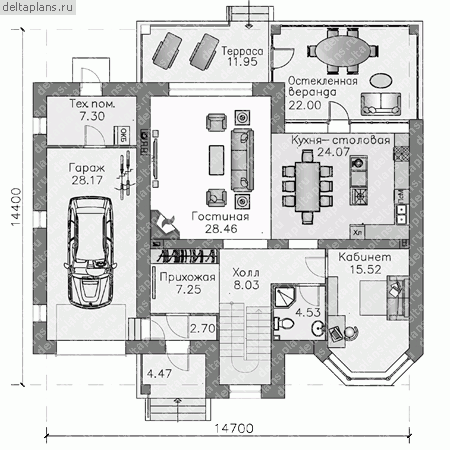 deltaplans.ru
Терраса
11.95
Остекленная
веранда
22.00
Тех.пом.
7.30
ОКБ
Кухня-столовая
24.07
Гараж
28.17
Гостиная
28.46
Хл
Кабинет
15.52
Прихожая
7.25
Холл
8.03
4.53
2.70
4.47
14400
14700